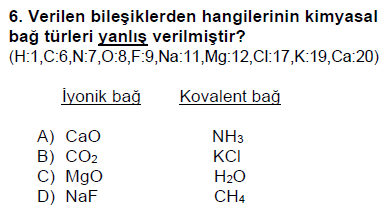 6. Verilen bileşiklerden hangilerinin kimyasal
bağ türleri yanlış verilmiştir?
(H:1,C:6,N:7,O:8,F:9,Na:11,Mg:12,Cl:17,K:19,Ca:20)
İyonik bağ Kovalent bağ
A) CaO NH3
B) CO2 KCl
C) MgO H2O
D) NaF CH4